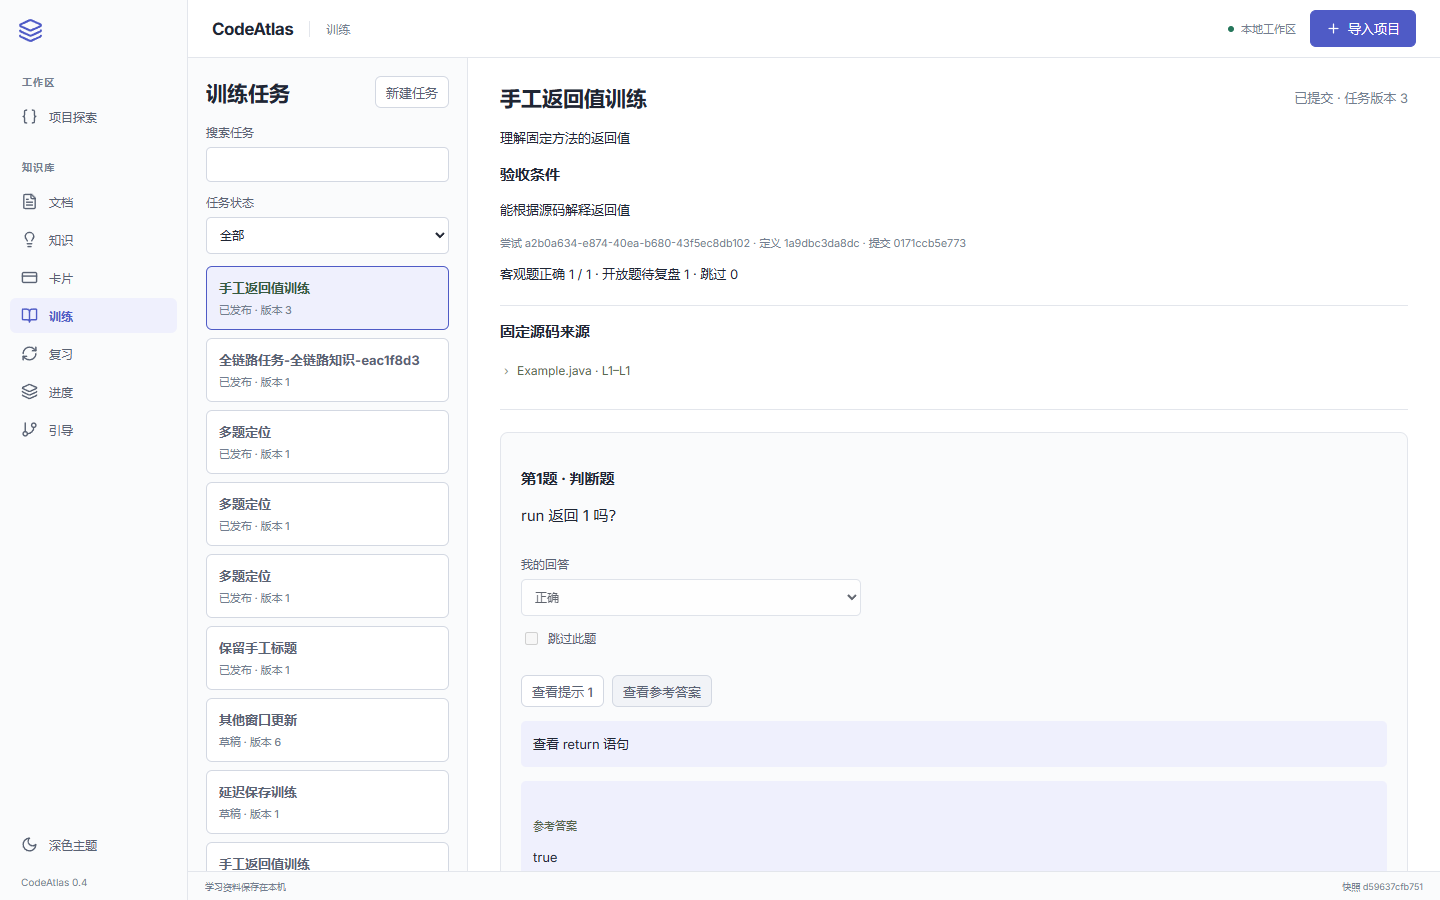 CodeAtlas
训练
本地工作区
导入项目
工作区
项目探索
知识库
文档
知识
卡片
训练
复习
进度
引导
深色主题
CodeAtlas 0.4
训练任务
新建任务
搜索任务
任务状态
全部
手工返回值训练
已发布 · 版本 3
全链路任务-全链路知识-eac1f8d3
已发布 · 版本 1
多题定位
已发布 · 版本 1
多题定位
已发布 · 版本 1
多题定位
已发布 · 版本 1
保留手工标题
已发布 · 版本 1
其他窗口更新
草稿 · 版本 6
延迟保存训练
草稿 · 版本 1
手工返回值训练
手工返回值训练
已提交 · 任务版本 3
理解固定方法的返回值
验收条件
能根据源码解释返回值
尝试 a2b0a634-e874-40ea-b680-43f5ec8db102 · 定义 1a9dbc3da8dc · 提交 0171ccb5e773
客观题正确 1 / 1 · 开放题待复盘 1 · 跳过 0
固定源码来源
› Example.java · L1–L1
第1题 · 判断题
run 返回 1 吗？
我的回答
正确
跳过此题
查看提示 1
查看参考答案
查看 return 语句
参考答案
true
学习资料保存在本机
快照 d59637cfb751